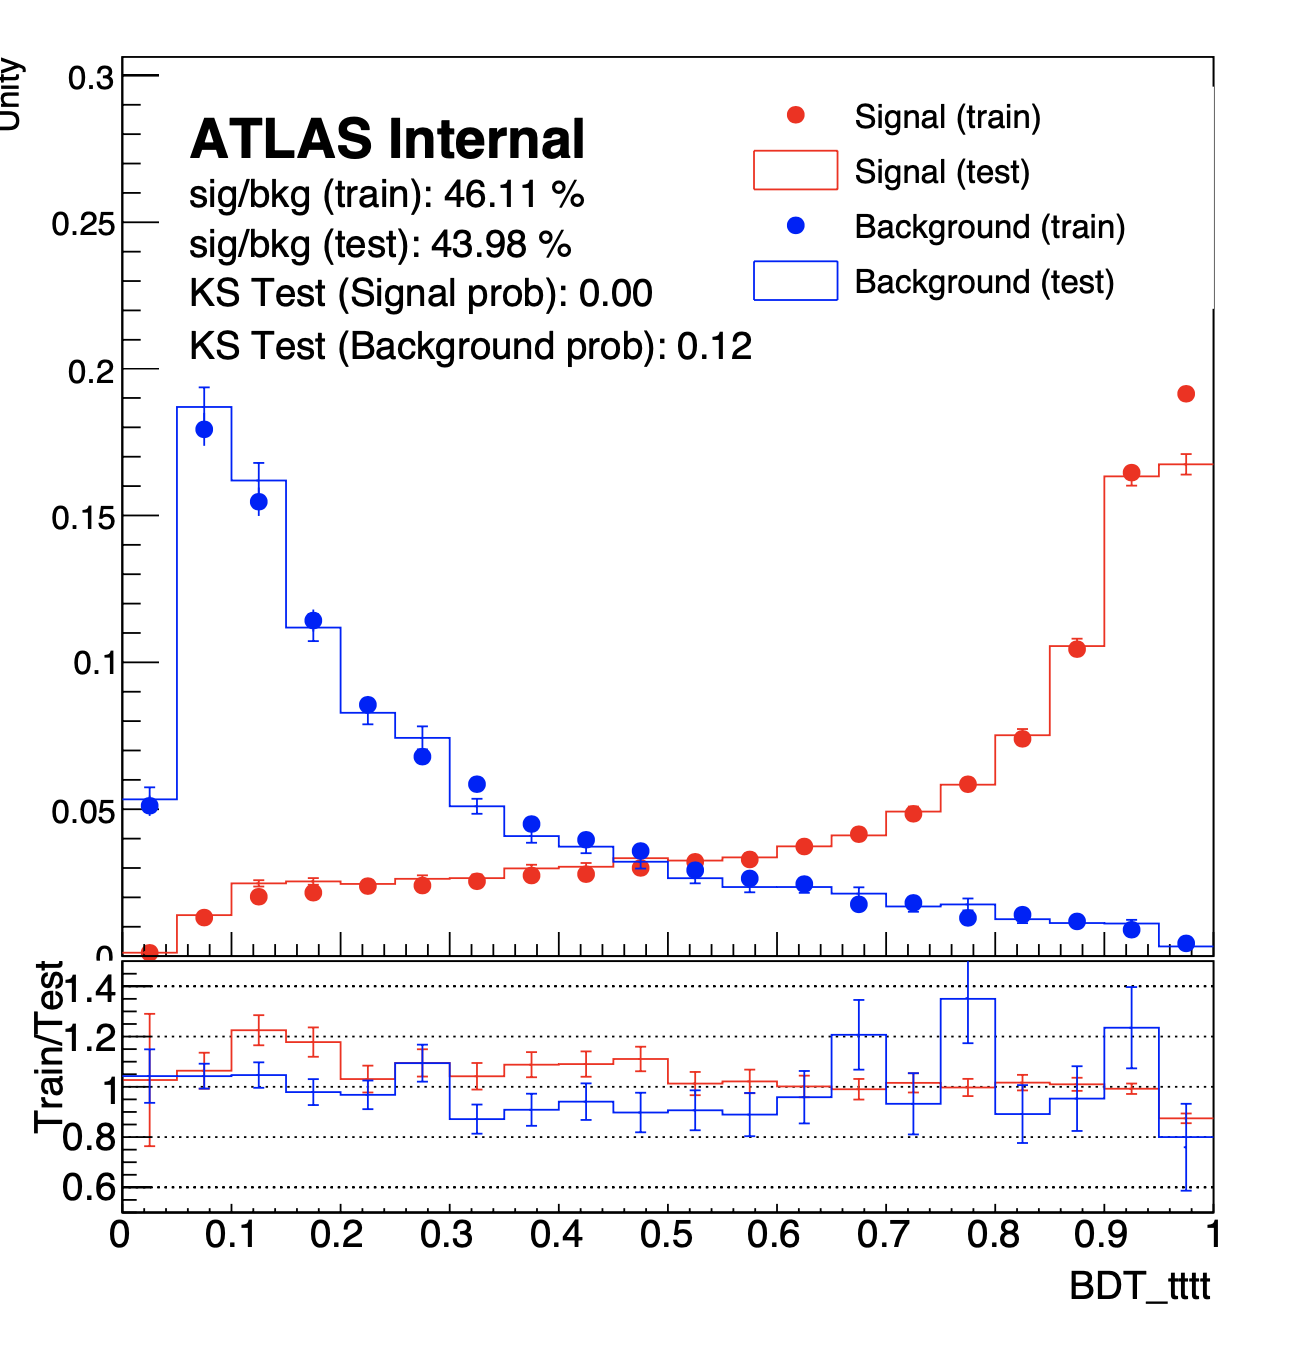 Unity
0.3
0.25
0.2
0.15
0.1
0.05
0
ATLAS Internal
sig/bkg (train): 46.11 %
sig/bkg (test): 43.98 %
KS Test (Signal prob): 0.00
KS Test (Background prob): 0.12
Signal (train)
Signal (test)
Background (train)
Background (test)
Train/Test
1.4
1.2
1
0.8
0.6
0 0.1 0.2 0.3 0.4 0.5 0.6 0.7 0.8 0.9 1
BDT_tttt